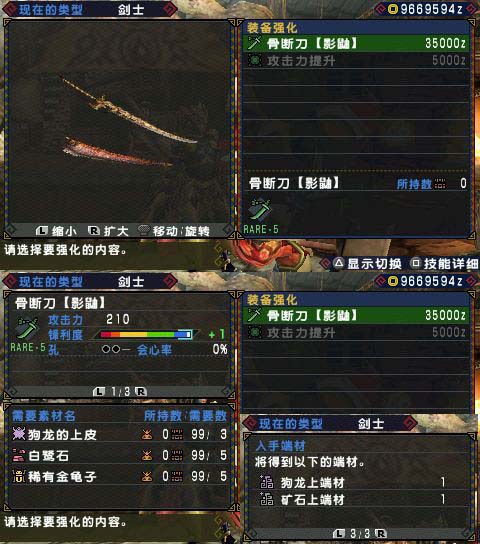 现在的类型 剑士
9669594z
装备强化
骨断刀【影鼬】 35000z
攻击力提升 5000z
骨断刀【影鼬】 所持数 0
RARE-5
L 缩小 R 扩大 移动/旋转
请选择要强化的内容。
△显示切换 □技能详细
现在的类型 剑士
9669594z
骨断刀【影鼬】
攻击力 210
锋利度 +1
RARE-5
孔 ○○— 会心率 0%
L 1/3 R
装备强化
骨断刀【影鼬】 35000z
攻击力提升 5000z
需要素材名 所持数/需要数
狗龙的上皮 0 99/ 3
白鹭石 0 99/ 5
稀有金龟子 0 99/ 5
请选择要强化的内容。
现在的类型 剑士
入手端材
将得到以下的端材。
狗龙上端材 1
矿石上端材 1
L 3/3 R